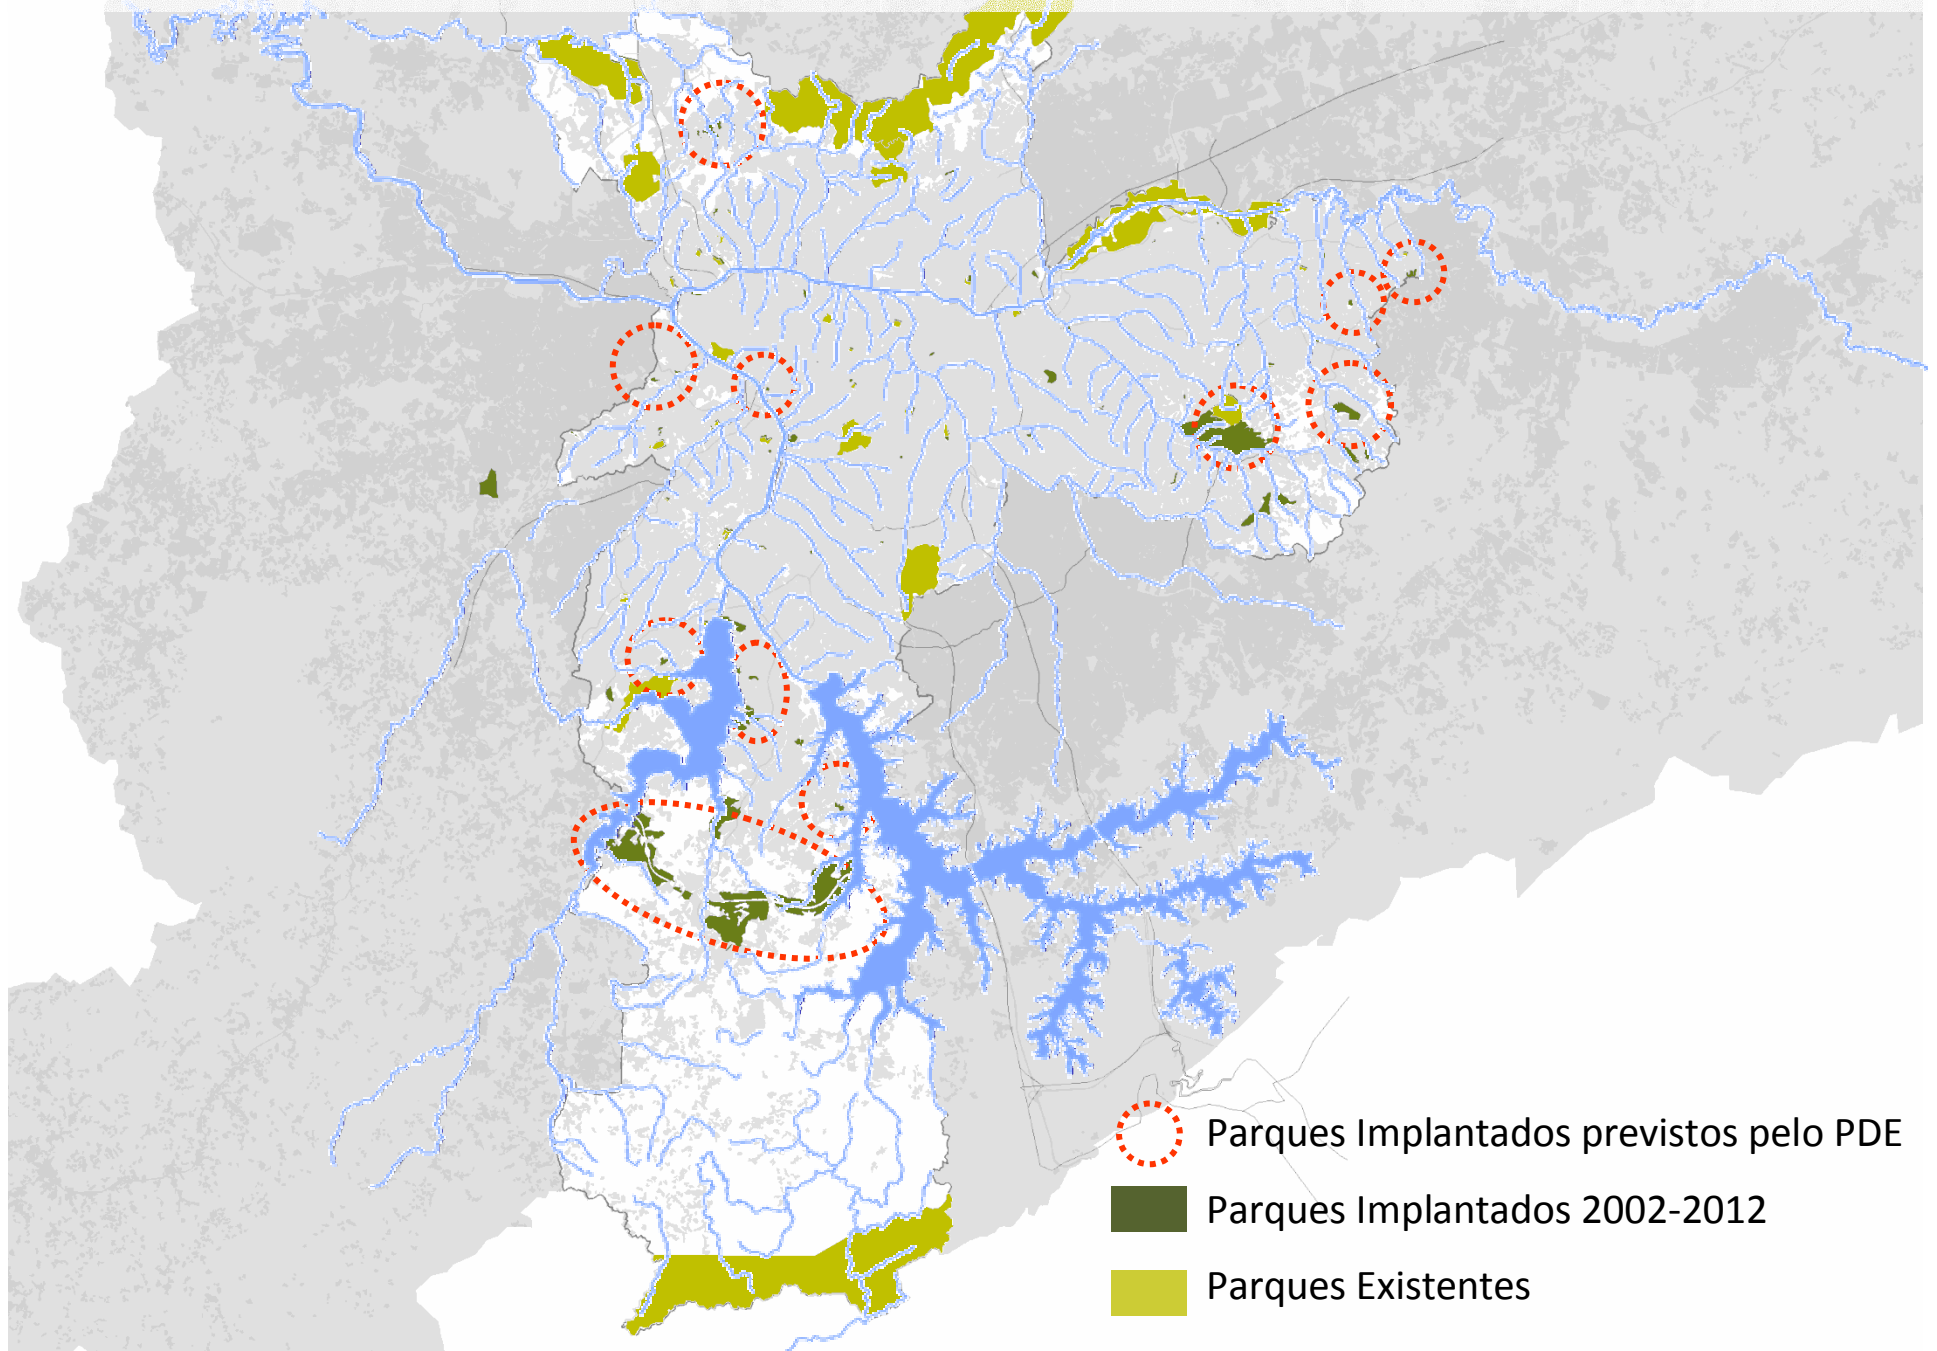 Parques Implantados previstos pelo PDE
Parques Implantados 2002-2012
Parques Existentes